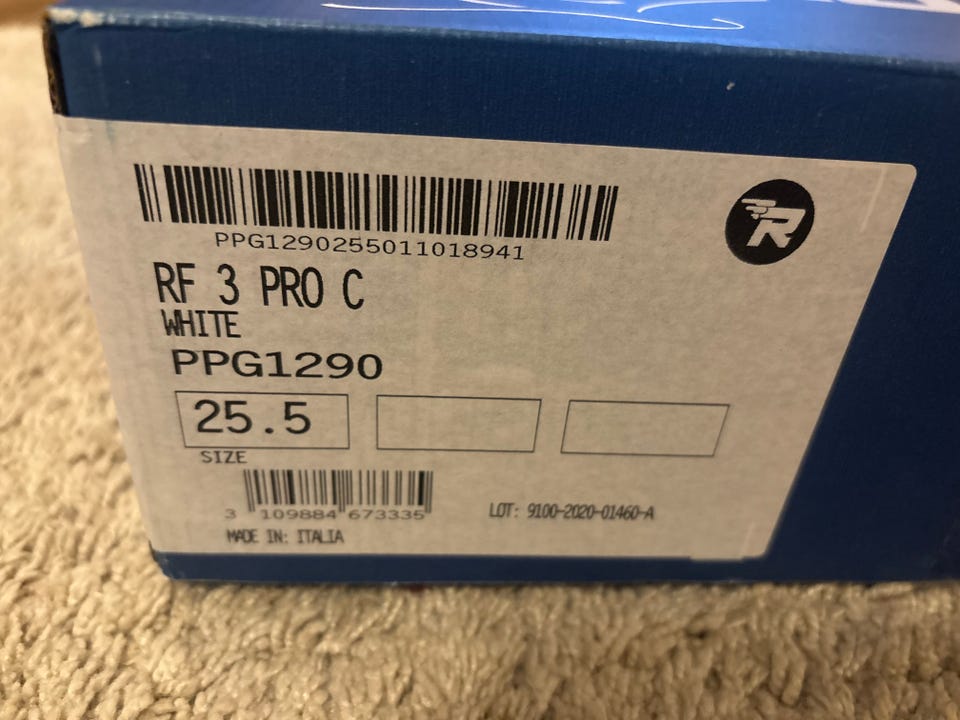 PPG1290255011018941
R
RF 3 PRO C
WHITE
PPG1290
25.5
SIZE
3 109884 673335
LOT: 9100-2020-01460-A
MADE IN: ITALIA